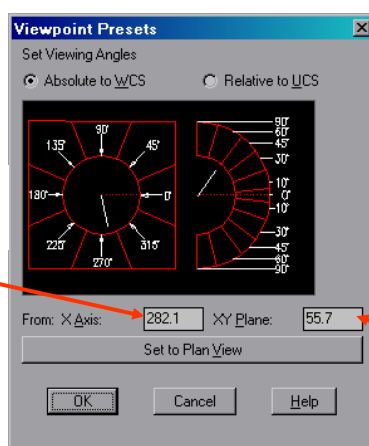 Viewpoint Presets
Set Viewing Angles
Absolute to WCS Relative to UCS
90°
135° 45°
180° 0°
225° 315°
270°
90°
60°
45°
30°
10°
0°
-10°
-30°
-45°
-60°
-90°
From: X Axis: 282.1 XY Plane: 55.7
Set to Plan View
OK Cancel Help